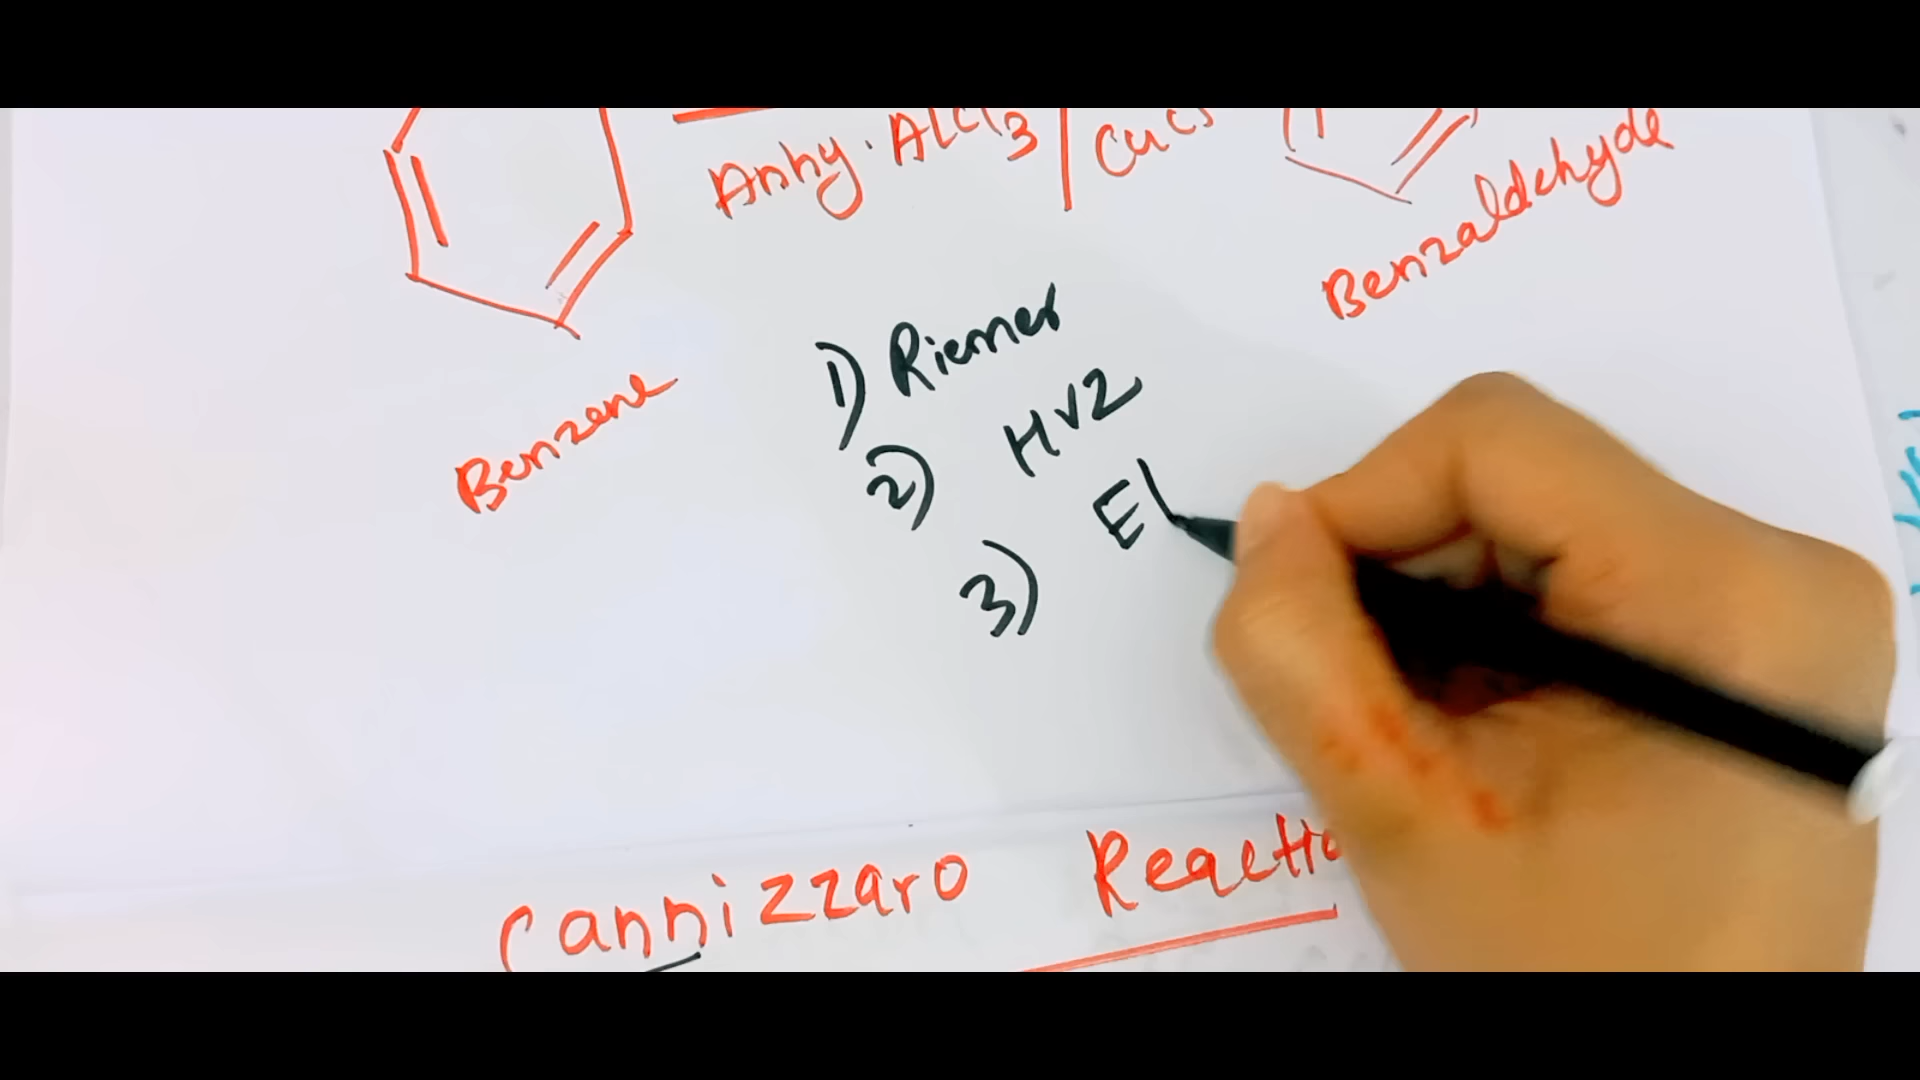 Anhy. AlCl3 / CuCl
Benzaldehyde
Benzene
1) Riemer
2) HVZ
3) El
Cannizzaro Reactio